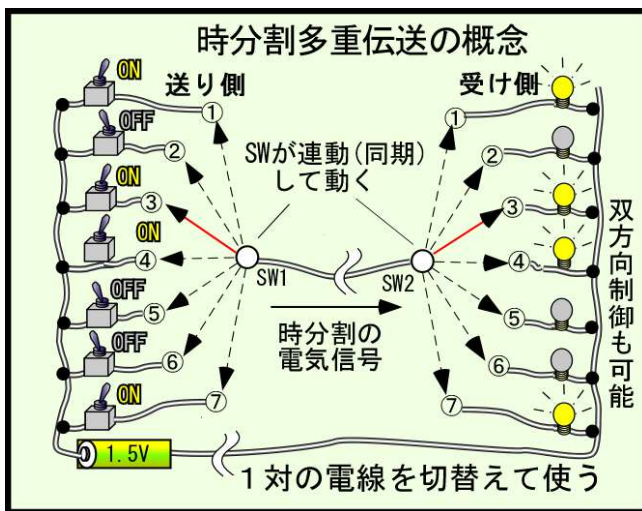 時分割多重伝送の概念
送り側
受け側
ON
OFF
ON
ON
OFF
OFF
ON
①
②
③
④
⑤
⑥
⑦
SWが連動(同期)
して動く
SW1
SW2
時分割の
電気信号
①
②
③
④
⑤
⑥
⑦
双方向制御も可能
1.5V
1対の電線を切替えて使う